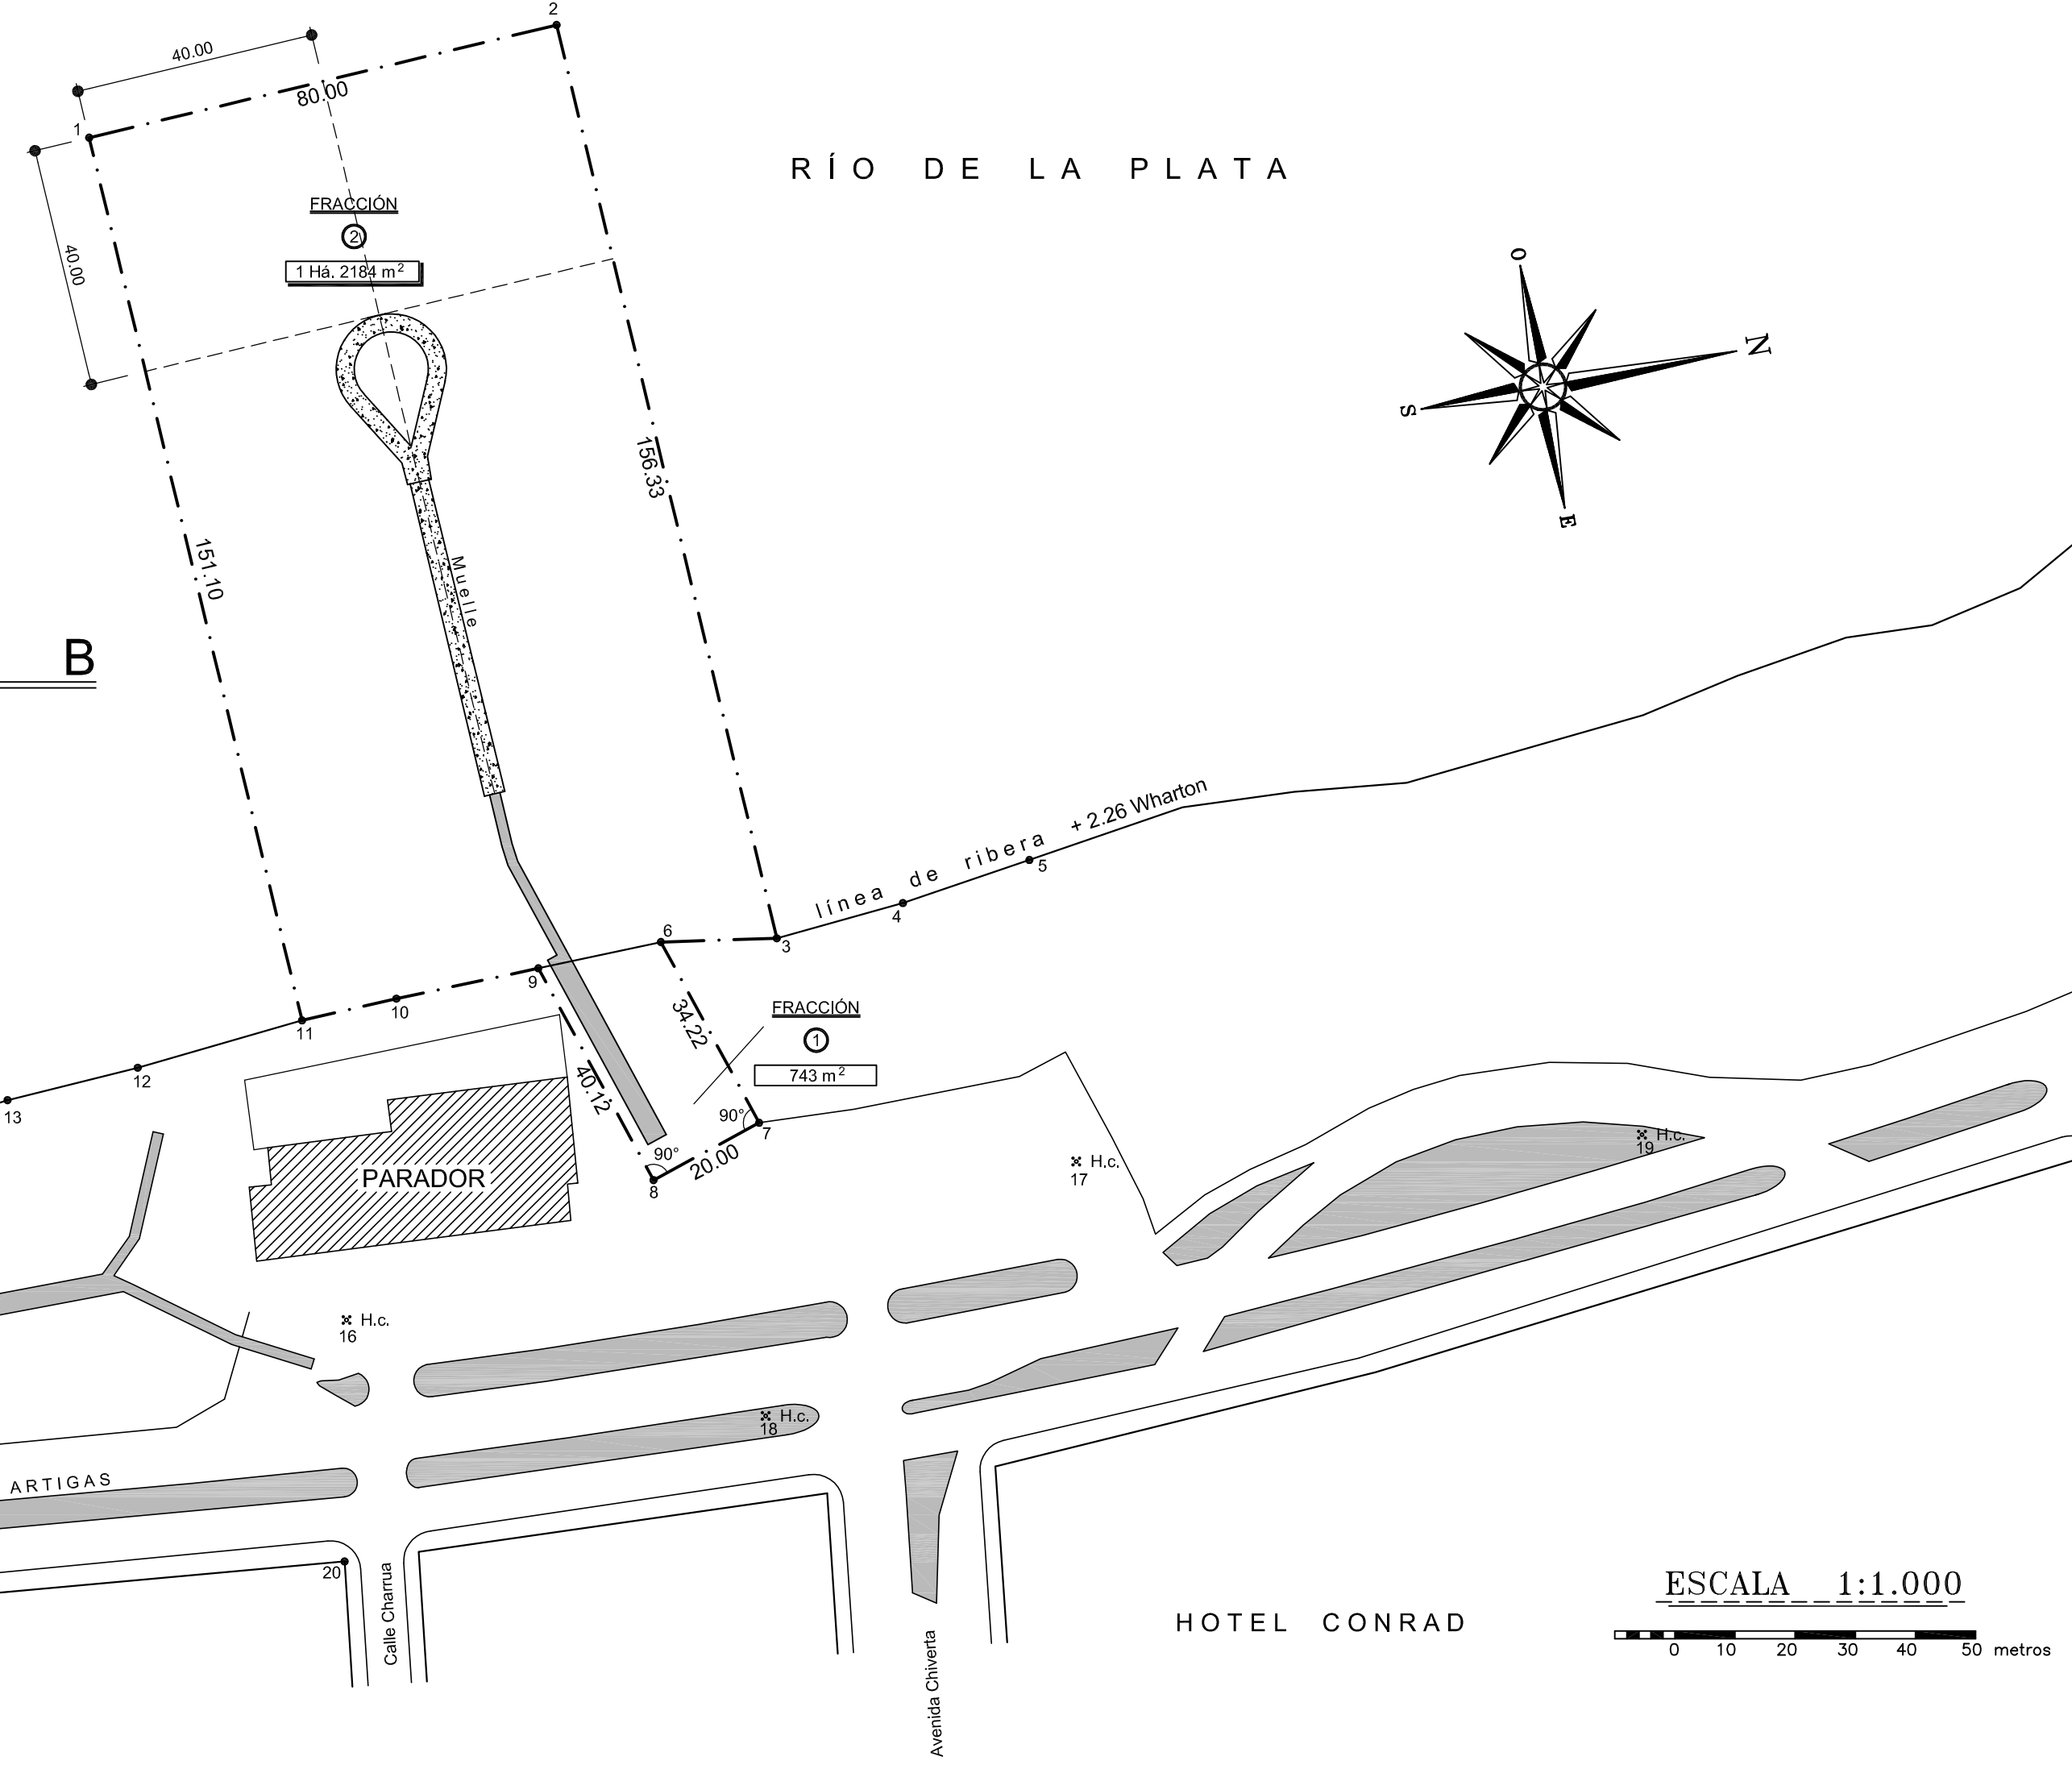 2
40.00
80.00
1
RÍO DE LA PLATA
FRACCIÓN
2
1 Há. 2184 m²
40.00
O
N
S
E
156.33
151.10
Muelle
B
línea de ribera + 2.26 Wharton
5
4
6
3
9
10
11
12
13
34.22
FRACCIÓN
1
743 m²
40.12
90°
7
90°
20.00
8
PARADOR
H.c.
17
H.c.
19
H.c.
16
H.c.
18
ARTIGAS
20
Calle Charrua
Avenida Chiverta
HOTEL CONRAD
ESCALA 1:1.000
0 10 20 30 40 50 metros